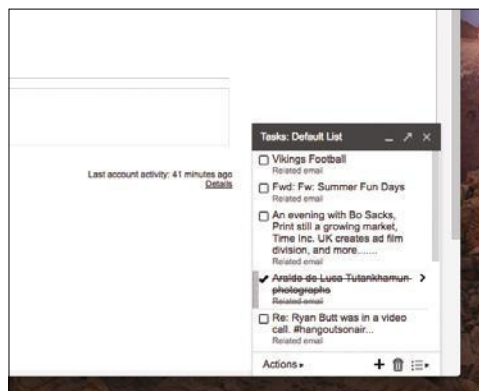 Tasks: Default List
Vikings Football
Related email
Last account activity: 41 minutes ago
Details
Fwd: Fw: Summer Fun Days
Related email
An evening with Bo Sacks,
Print still a growing market,
Time Inc. UK creates ad film
division, and more.......
Related email
Araldo de Luca Tutankhamun
photographs
Related email
Re: Ryan Butt was in a video
call. #hangoutsonair...
Related email
Actions